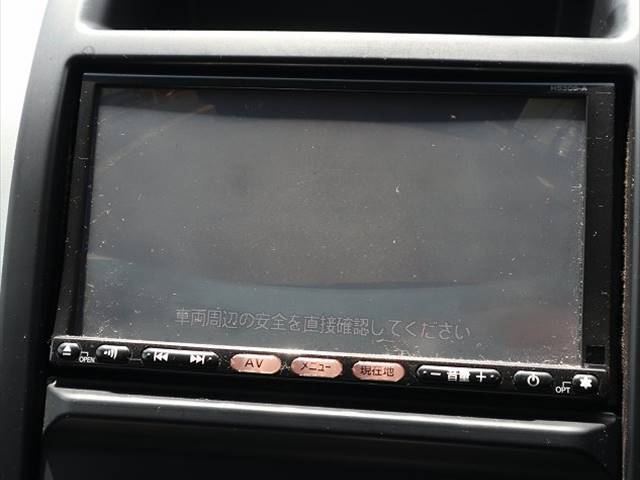 HS309-A
車両周辺の安全を直接確認してください
OPEN
AV
メニュー
現在地
− 音量 +
OPT